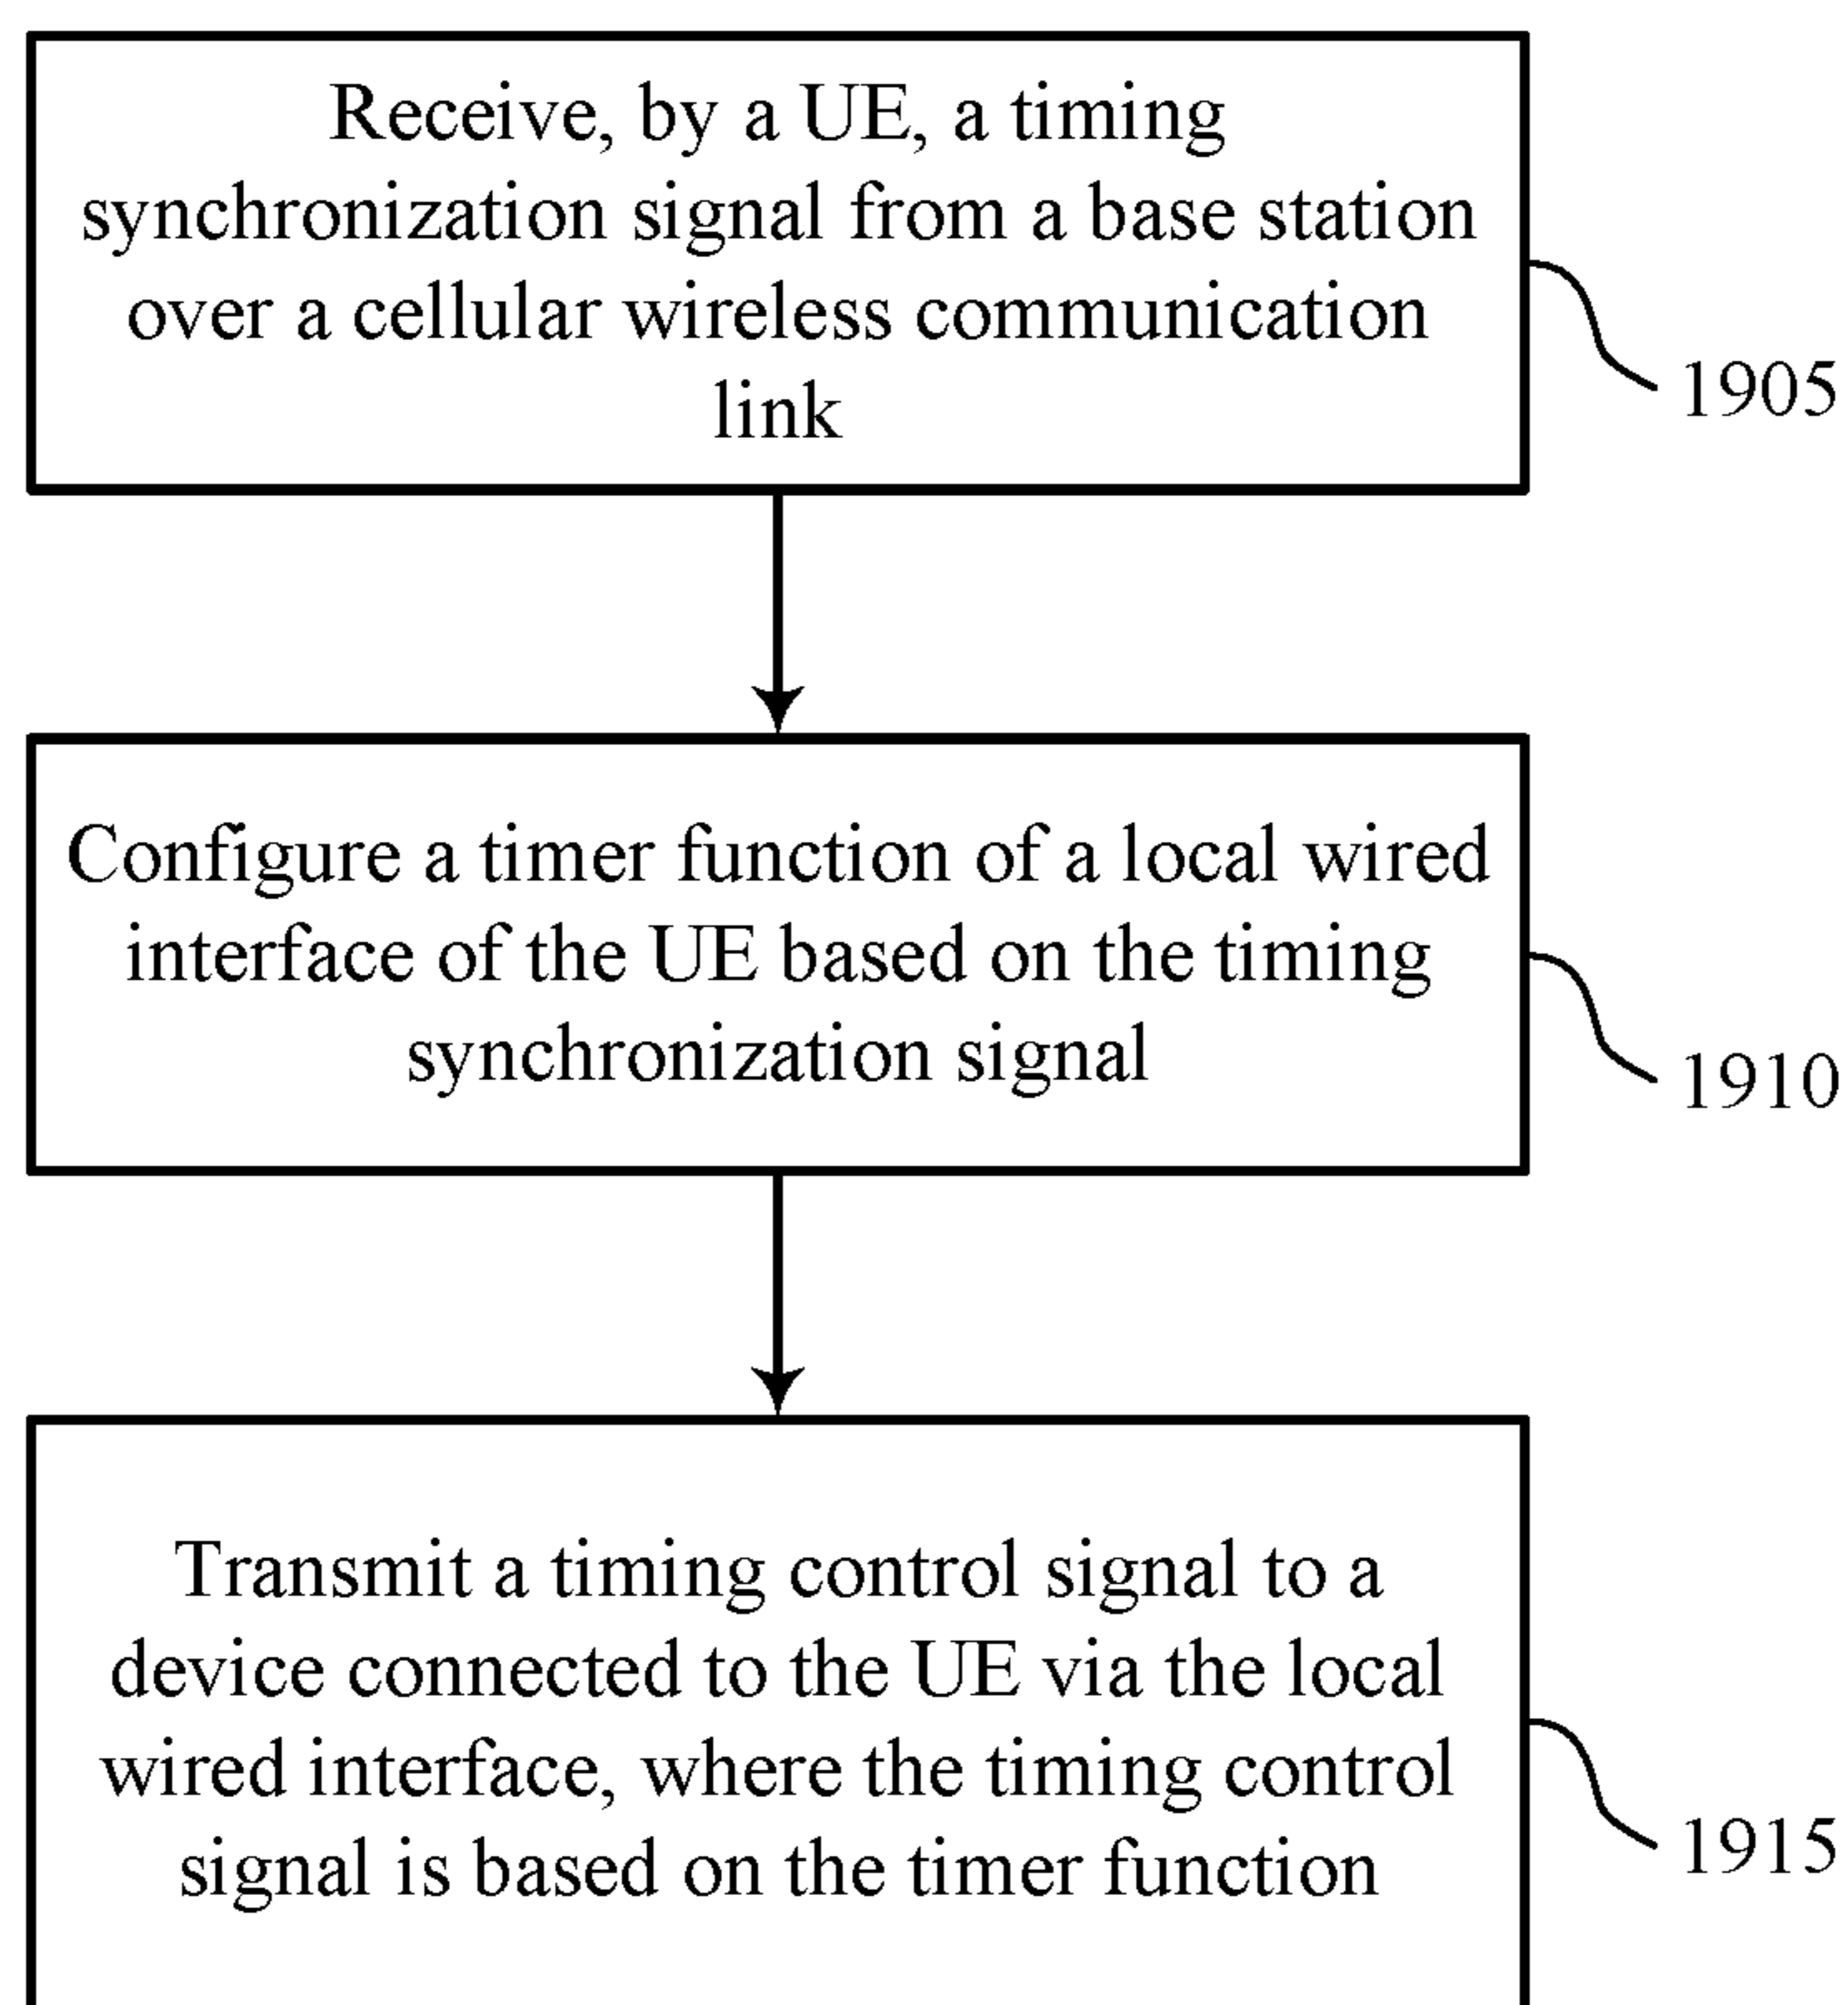 Receive, by a UE, a timing
synchronization signal from a base station
over a cellular wireless communication
link
1905
Configure a timer function of a local wired
interface of the UE based on the timing
synchronization signal
1910
Transmit a timing control signal to a
device connected to the UE via the local
wired interface, where the timing control
signal is based on the timer function
1915